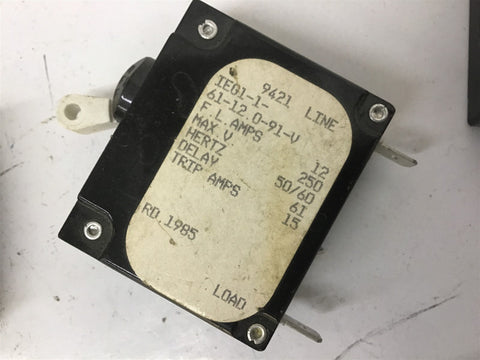 9421 LINE
IEG1-1-
61-12.0-91-V
F.L. AMPS 12
MAX V 250
HERTZ 50/60
DELAY 61
TRIP AMPS 15
RD. 1985
LOAD